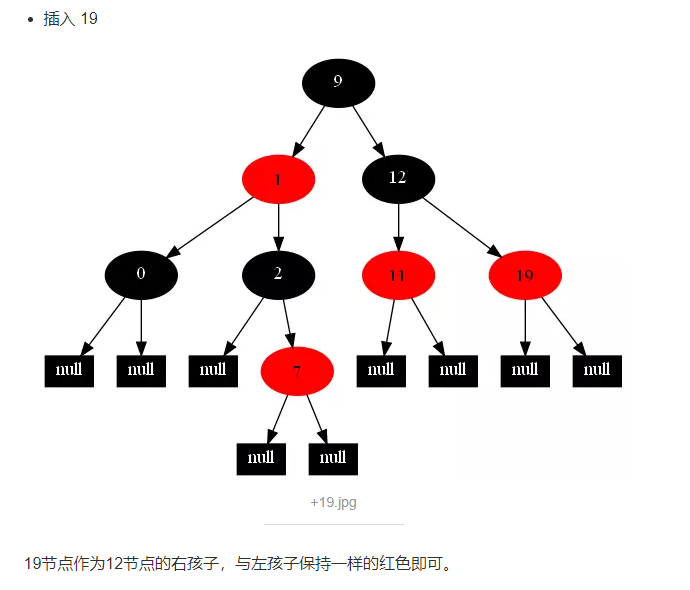 插入 19
9
1 12
0 2 11 19
null null null 7 null null null null
null null
+19.jpg
19节点作为12节点的右孩子，与左孩子保持一样的红色即可。